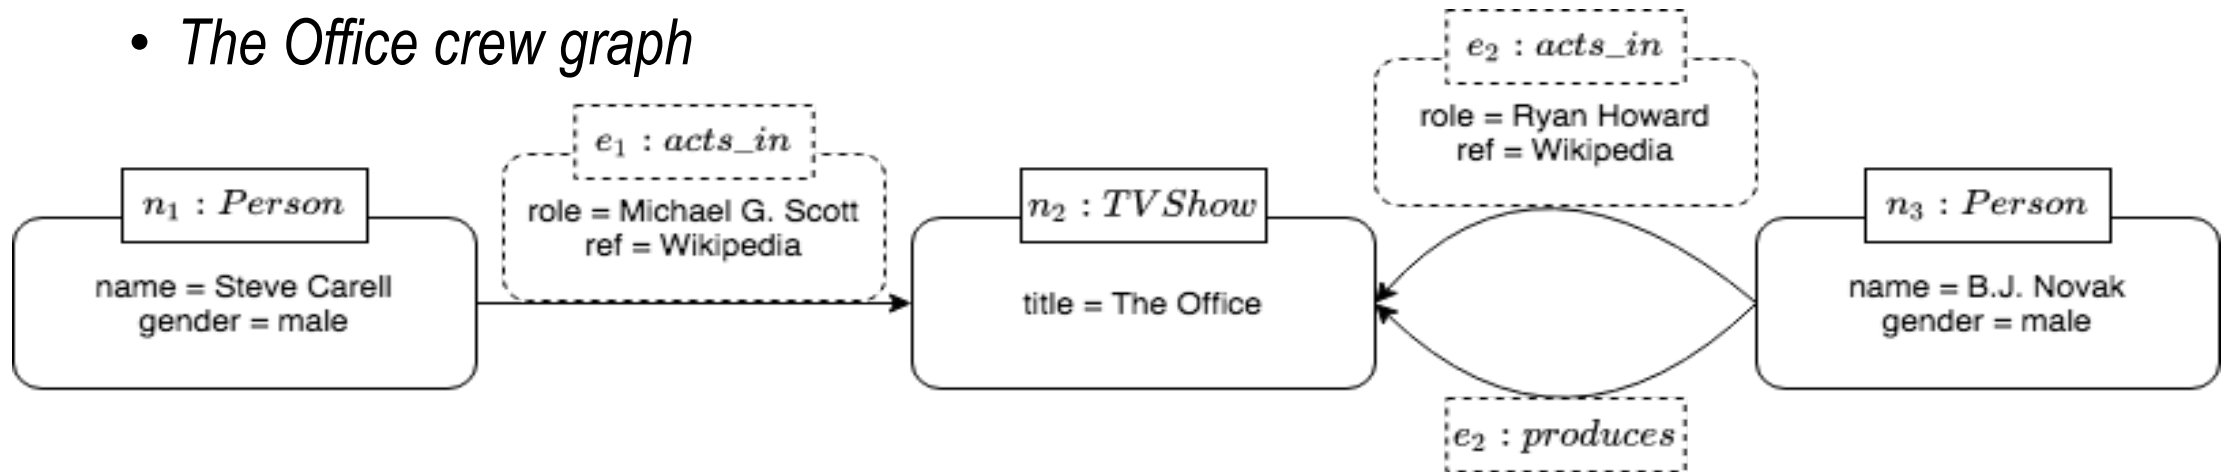 • The Office crew graph
n₁ : Person
name = Steve Carell
gender = male
e₁ : acts_in
role = Michael G. Scott
ref = Wikipedia
n₂ : TVShow
title = The Office
e₂ : acts_in
role = Ryan Howard
ref = Wikipedia
e₂ : produces
n₃ : Person
name = B.J. Novak
gender = male